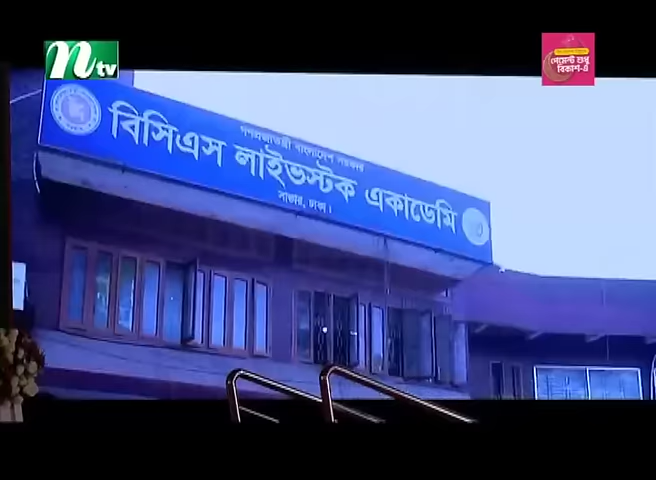 ntv
পেমেন্ট শুধু
বিকাশ-এ
গণপ্রজাতন্ত্রী বাংলাদেশ সরকার
বিসিএস লাইভস্টক একাডেমি
সাভার, ঢাকা।